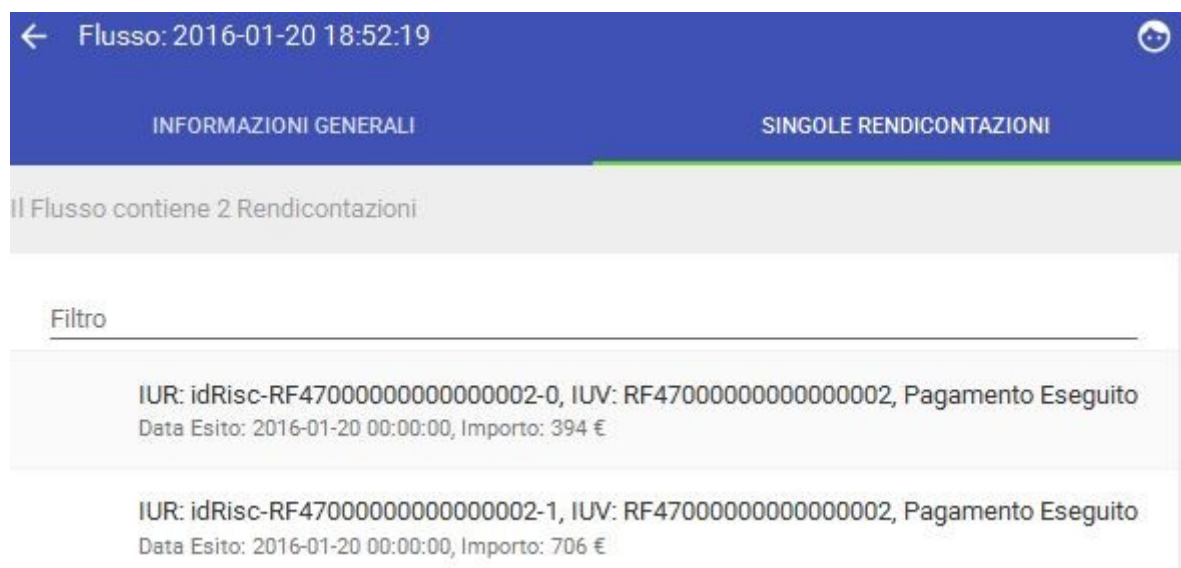 Flusso: 2016-01-20 18:52:19
INFORMAZIONI GENERALI
SINGOLE RENDICONTAZIONI
Il Flusso contiene 2 Rendicontazioni
Filtro
IUR: idRisc-RF47000000000000002-0, IUV: RF47000000000000002, Pagamento Eseguito
Data Esito: 2016-01-20 00:00:00, Importo: 394 €
IUR: idRisc-RF47000000000000002-1, IUV: RF47000000000000002, Pagamento Eseguito
Data Esito: 2016-01-20 00:00:00, Importo: 706 €